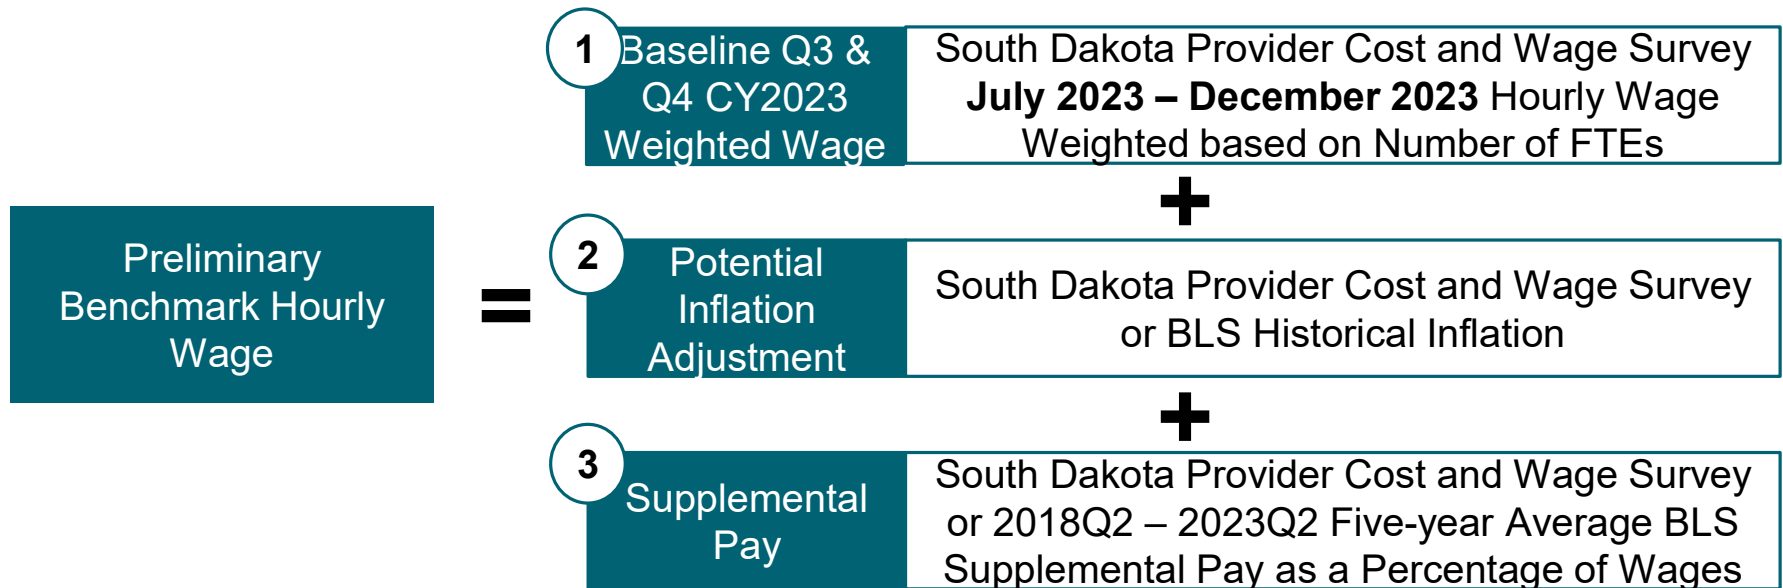 Preliminary
Benchmark Hourly
Wage
=
1
Baseline Q3 &
Q4 CY2023
Weighted Wage
South Dakota Provider Cost and Wage Survey
July 2023 – December 2023 Hourly Wage
Weighted based on Number of FTEs
+
2
Potential
Inflation
Adjustment
South Dakota Provider Cost and Wage Survey
or BLS Historical Inflation
+
3
Supplemental
Pay
South Dakota Provider Cost and Wage Survey
or 2018Q2 – 2023Q2 Five-year Average BLS
Supplemental Pay as a Percentage of Wages